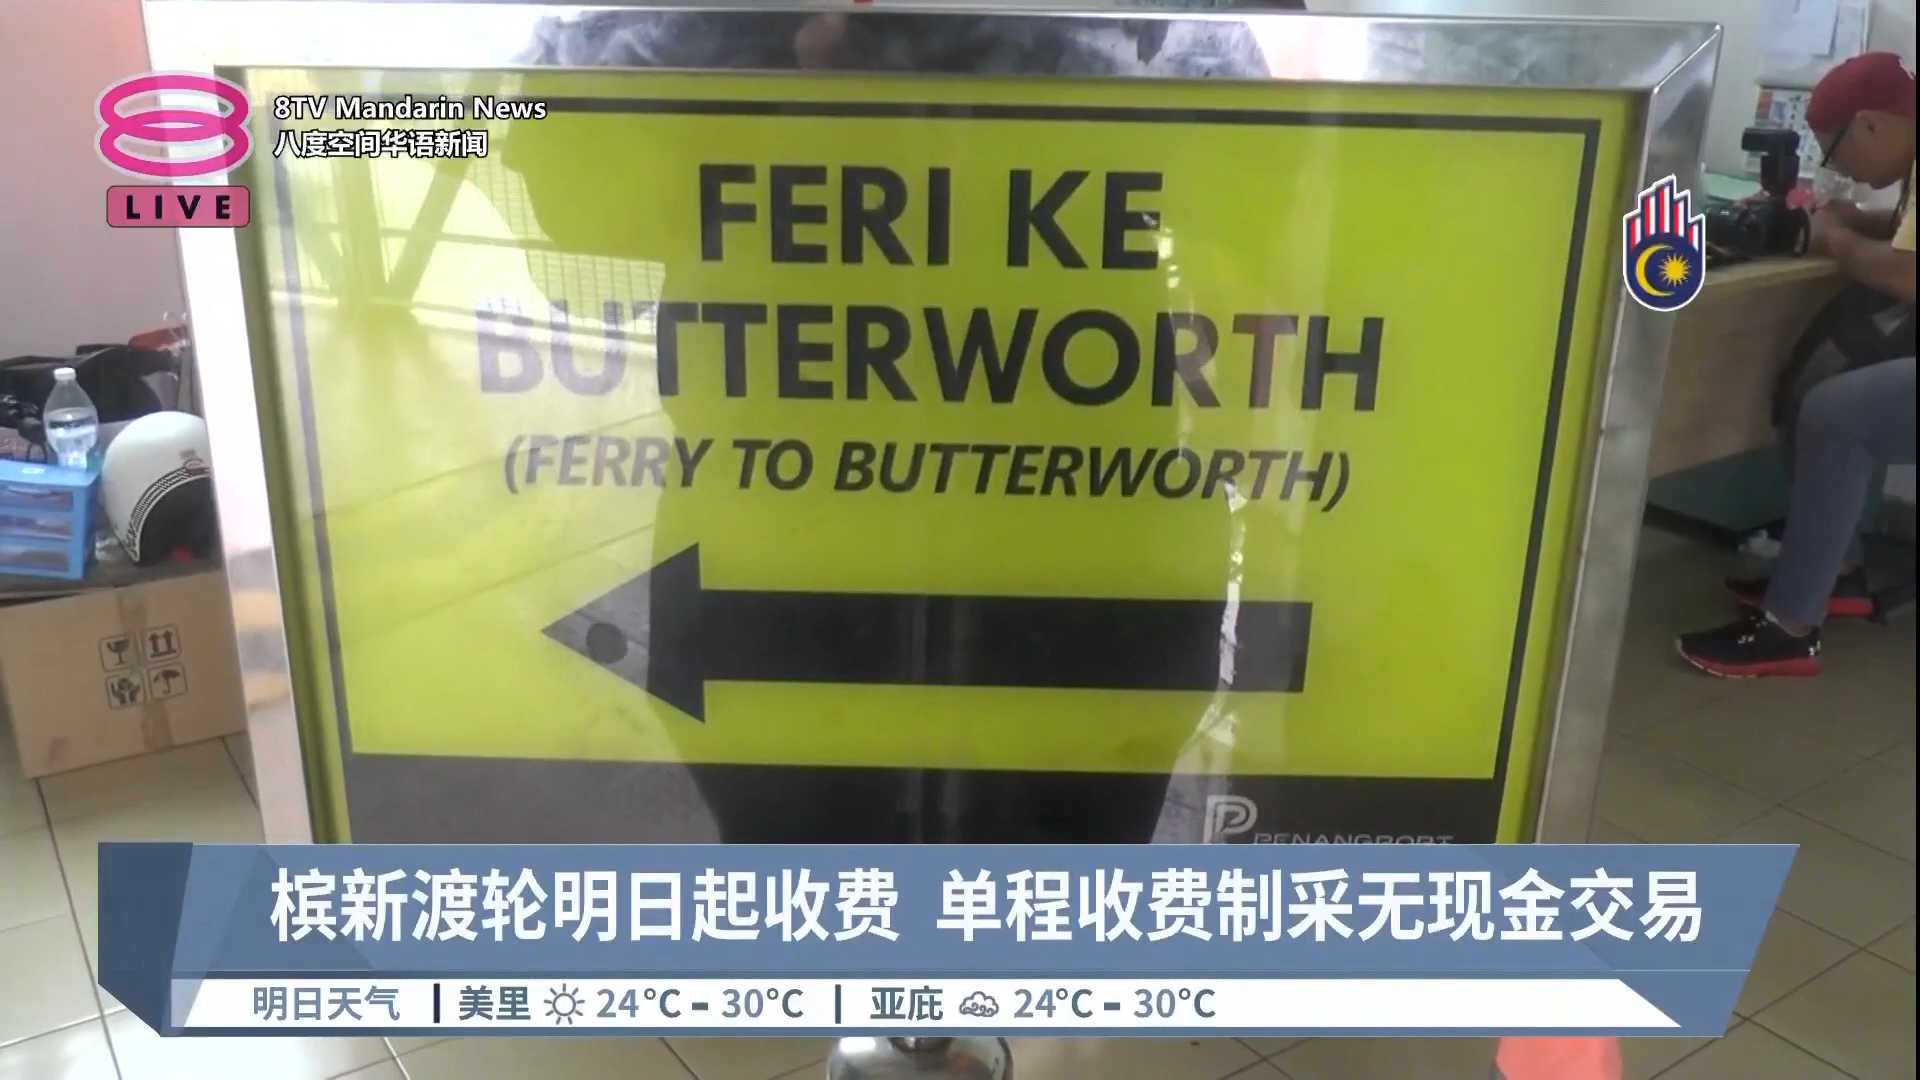 8TV Mandarin News
八度空间华语新闻
LIVE
FERI KE
BUTTERWORTH
(FERRY TO BUTTERWORTH)
PENANGPORT
槟新渡轮明日起收费 单程收费制采无现金交易
明日天气 | 美里 24°C - 30°C | 亚庇 24°C - 30°C